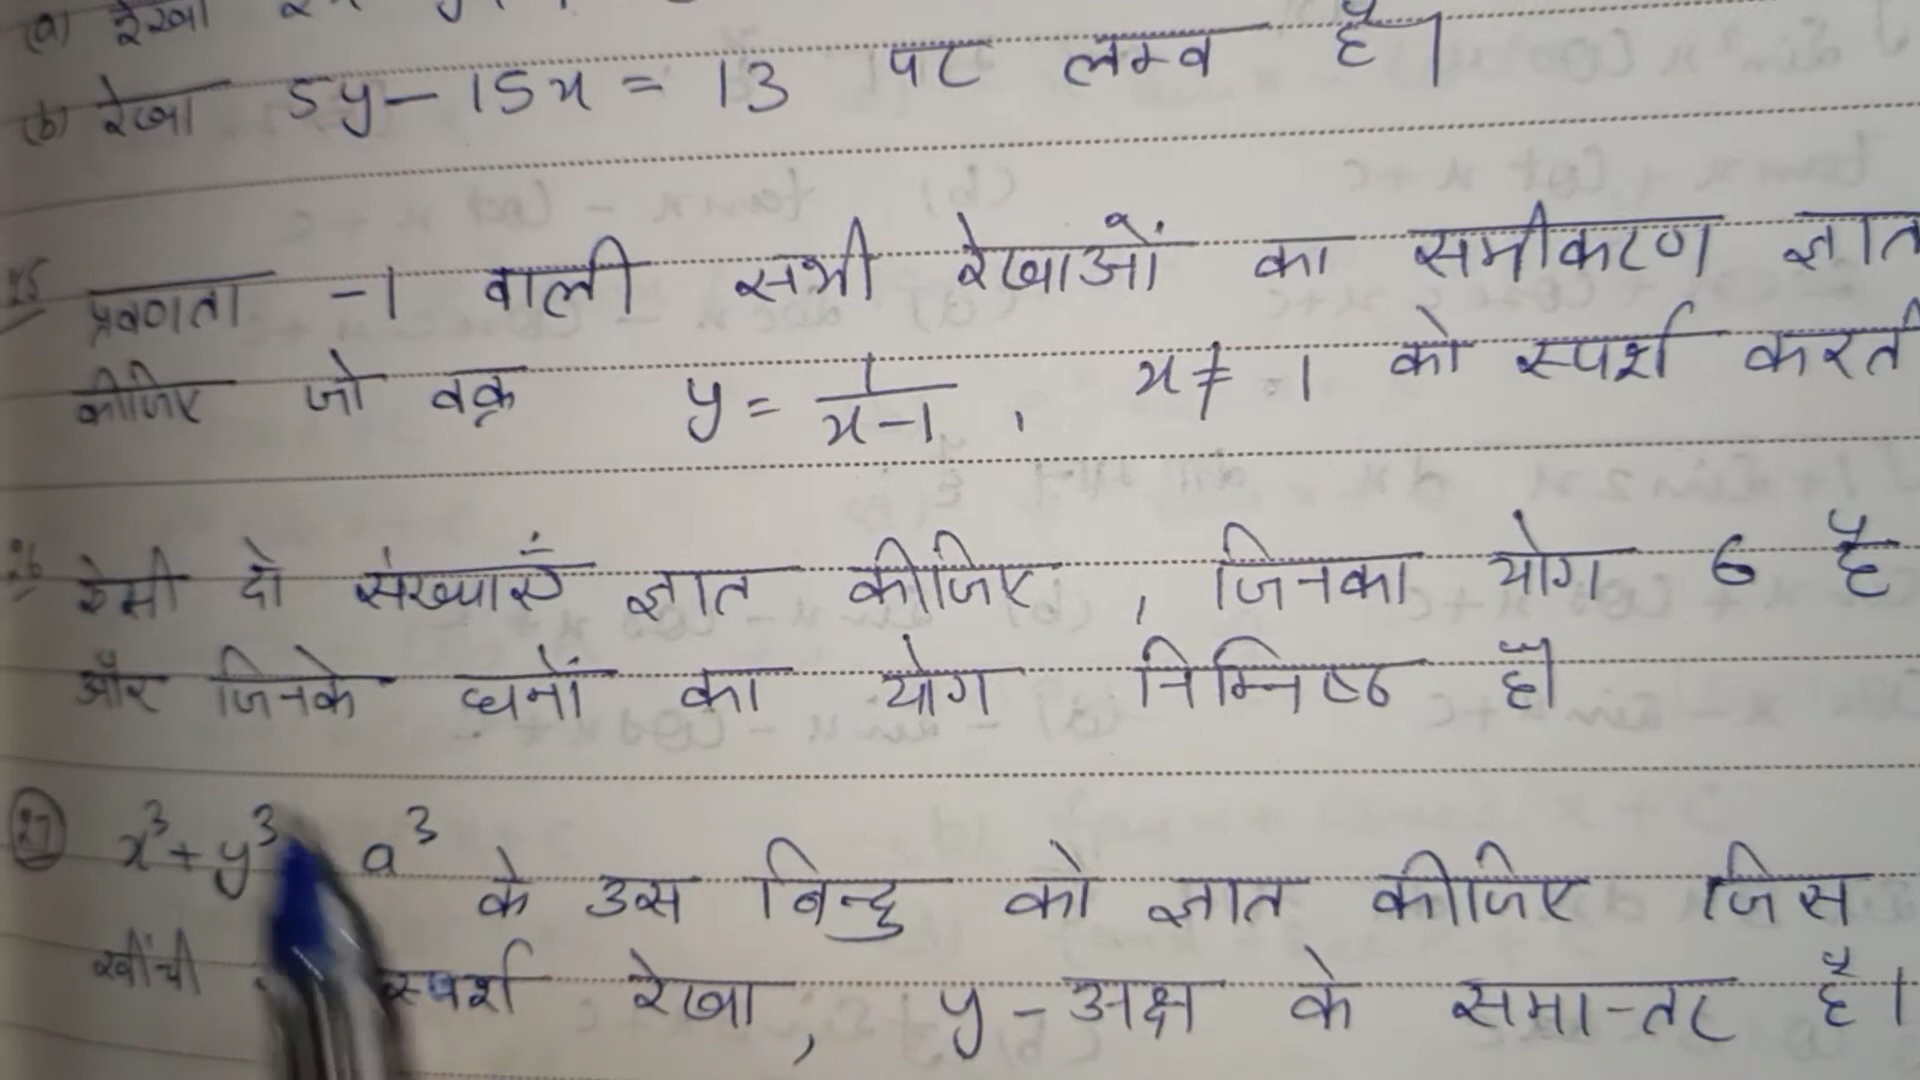 (a) रेखा
(b) रेखा 5y-15x = 13 पर लम्ब है।
25 प्रवणता -1 वाली सभी रेखाओं का समीकरण ज्ञात
कीजिए जो वक्र y = 1/(x-1), x ≠ 1 को स्पर्श करती
26 ऐसी दो संख्याएँ ज्ञात कीजिए, जिनका योग 6 है
और जिनके घनों का योग निम्निष्ठ हो
27 x³+y³ a³ के उस बिन्दु को ज्ञात कीजिए जिस
खींची स्पर्श रेखा, y-अक्ष के समान्तर है।